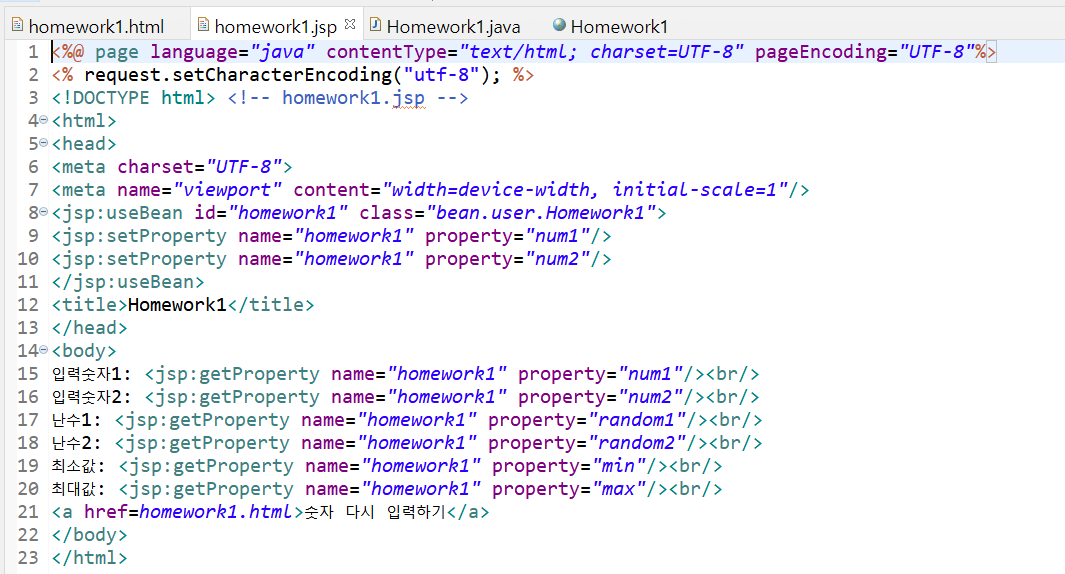 homework1.html homework1.jsp Homework1.java Homework1
1 <%@ page language="java" contentType="text/html; charset=UTF-8" pageEncoding="UTF-8"%>
2 <% request.setCharacterEncoding("utf-8"); %>
3 <!DOCTYPE html> <!-- homework1.jsp -->
4 <html>
5 <head>
6 <meta charset="UTF-8">
7 <meta name="viewport" content="width=device-width, initial-scale=1"/>
8 <jsp:useBean id="homework1" class="bean.user.Homework1">
9 <jsp:setProperty name="homework1" property="num1"/>
10 <jsp:setProperty name="homework1" property="num2"/>
11 </jsp:useBean>
12 <title>Homework1</title>
13 </head>
14 <body>
15 입력숫자1: <jsp:getProperty name="homework1" property="num1"/><br/>
16 입력숫자2: <jsp:getProperty name="homework1" property="num2"/><br/>
17 난수1: <jsp:getProperty name="homework1" property="random1"/><br/>
18 난수2: <jsp:getProperty name="homework1" property="random2"/><br/>
19 최소값: <jsp:getProperty name="homework1" property="min"/><br/>
20 최대값: <jsp:getProperty name="homework1" property="max"/><br/>
21 <a href=homework1.html>숫자 다시 입력하기</a>
22 </body>
23 </html>